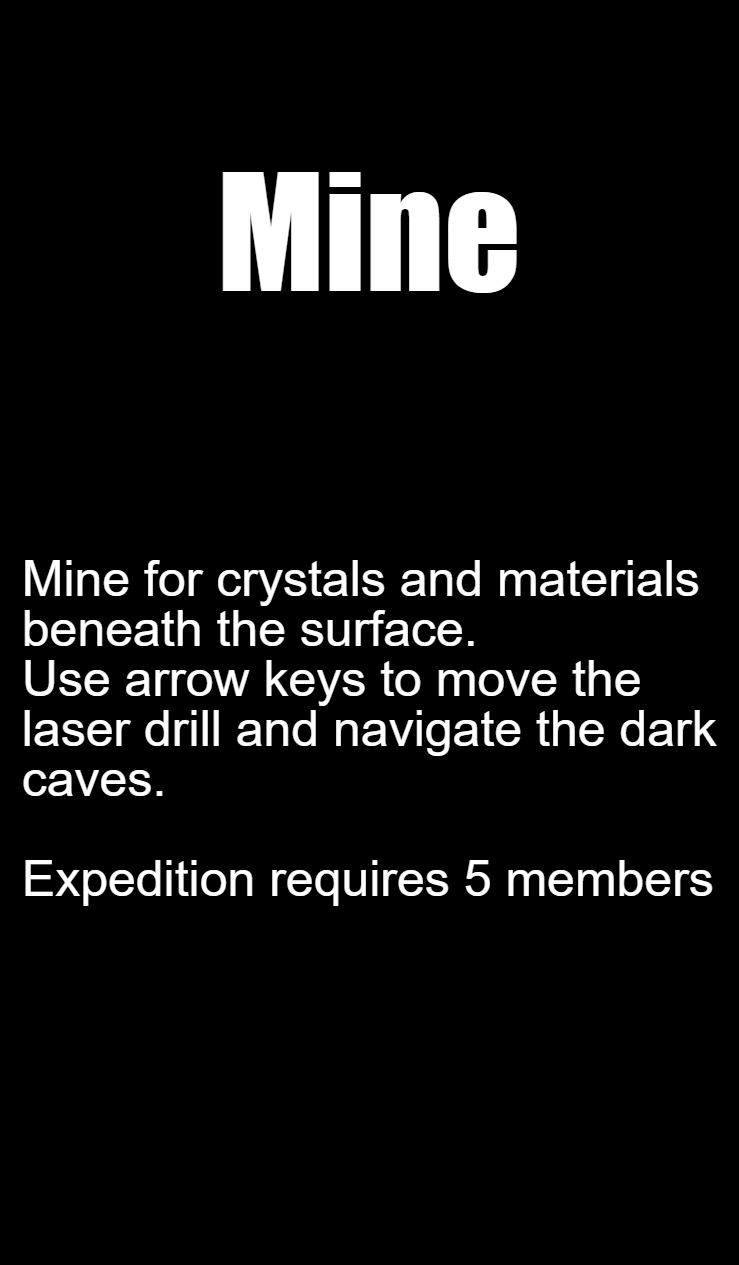 Mine
Mine for crystals and materials
beneath the surface.
Use arrow keys to move the
laser drill and navigate the dark
caves.
Expedition requires 5 members